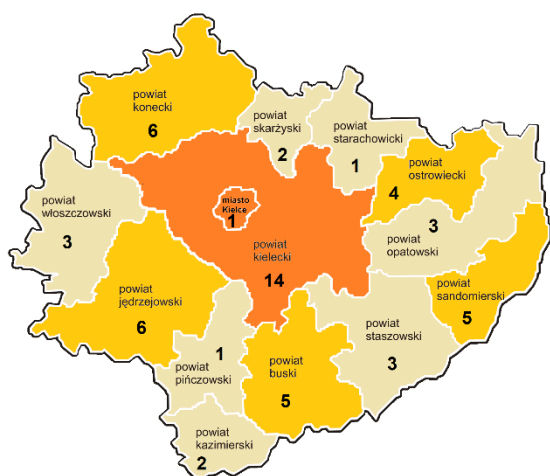 powiat
konecki
6
powiat
skarżyski
2
powiat
starachowicki
1
powiat
ostrowiecki
4
powiat
włoszczowski
3
miasto
Kielce
1
powiat
kielecki
14
3
powiat
opatowski
powiat
sandomierski
5
powiat
jędrzejowski
6
powiat
staszowski
3
1
powiat
pińczowski
powiat
buski
5
powiat
kazimierski
2